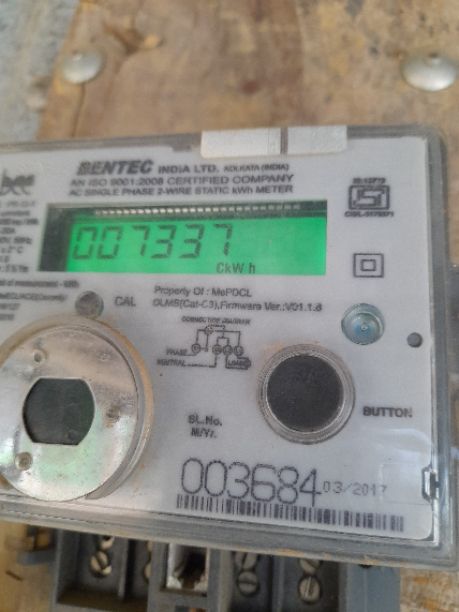 BENTEC INDIA LTD. KOLKATA (INDIA)
AN ISO 9001:2008 CERTIFIED COMPANY
AC SINGLE PHASE 2-WIRE STATIC kWh METER
007337
CkWh
Property Of : MePDCL
DLMS(Cat-C3),Firmware Ver.:V01.1.6
CAL
CONNECTION DIAGRAM
PHASE
NEUTRAL
LOAD
BUTTON
SL.No.
M/Yr.
003684 03/2017